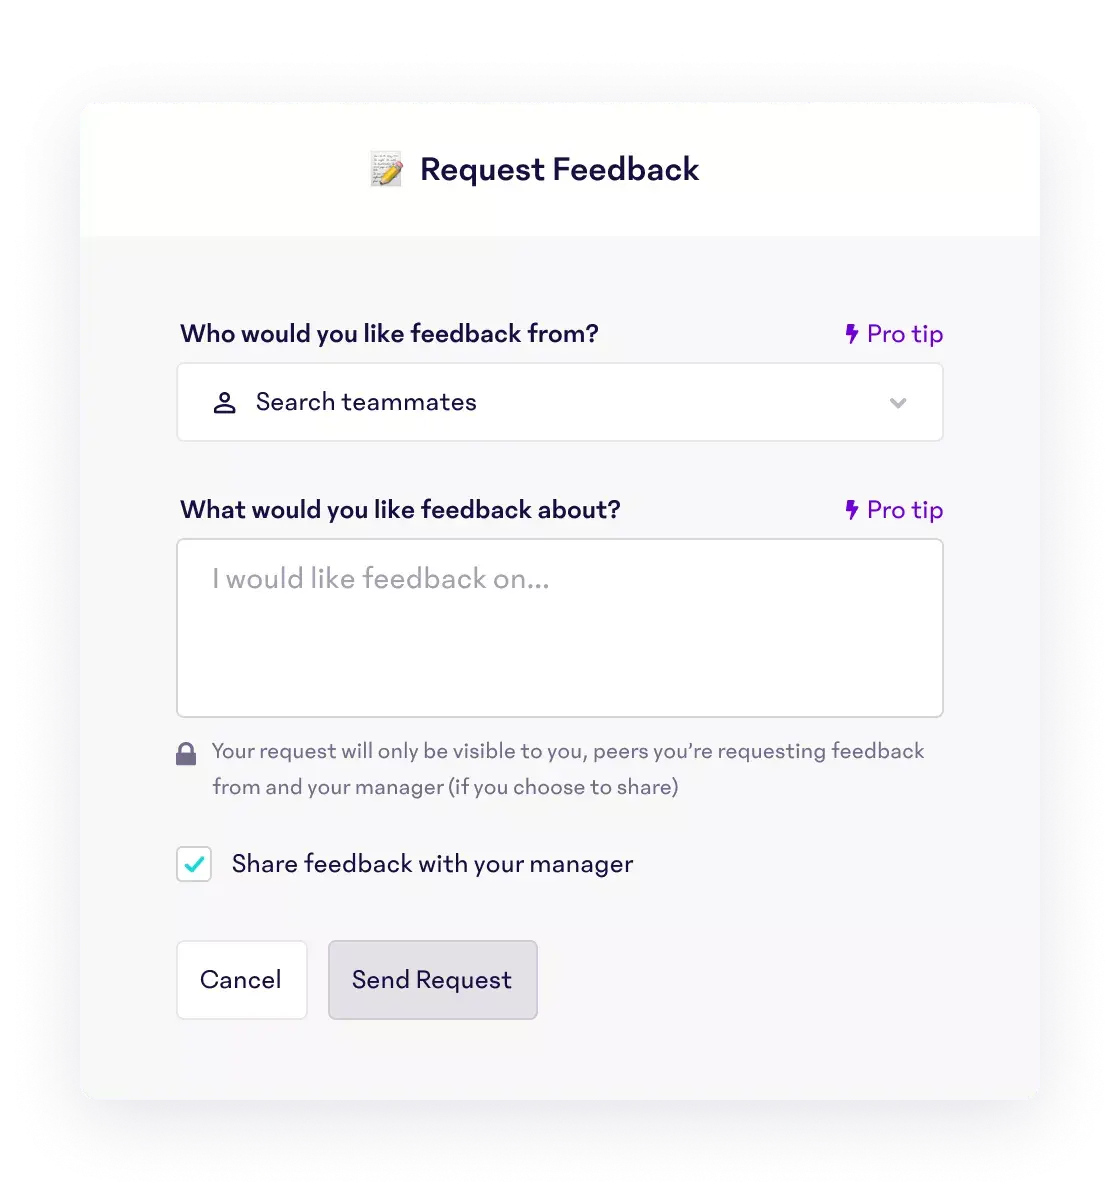 Request Feedback
Who would you like feedback from?
Pro tip
Search teammates
What would you like feedback about?
Pro tip
I would like feedback on...
Your request will only be visible to you, peers you’re requesting feedback
from and your manager (if you choose to share)
Share feedback with your manager
Cancel
Send Request